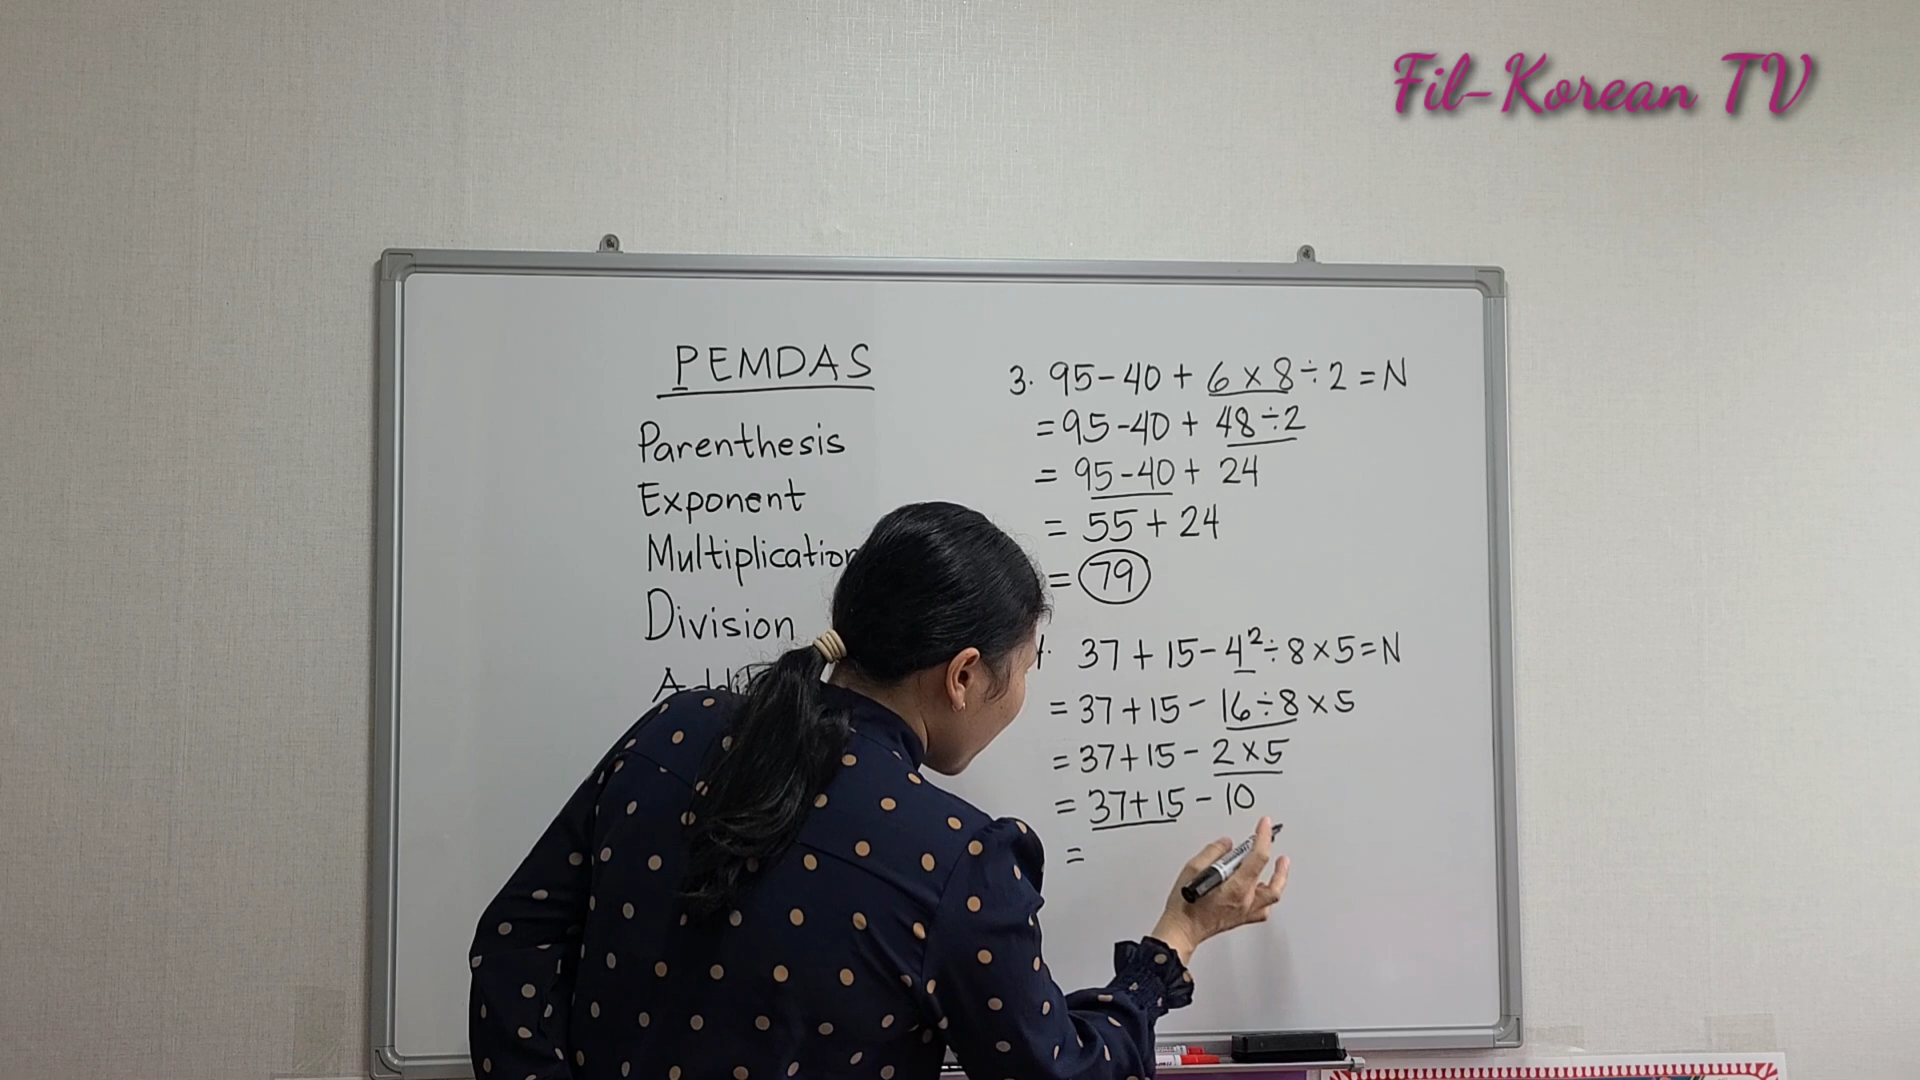 Fil-Korean TV
PEMDAS
Parenthesis
Exponent
Multiplication
Division
3. 95-40+6×8÷2=N
=95-40+48÷2
=95-40+24
=55+24
=79
37+15-4²÷8×5=N
=37+15-16÷8×5
=37+15-2×5
=37+15-10
=